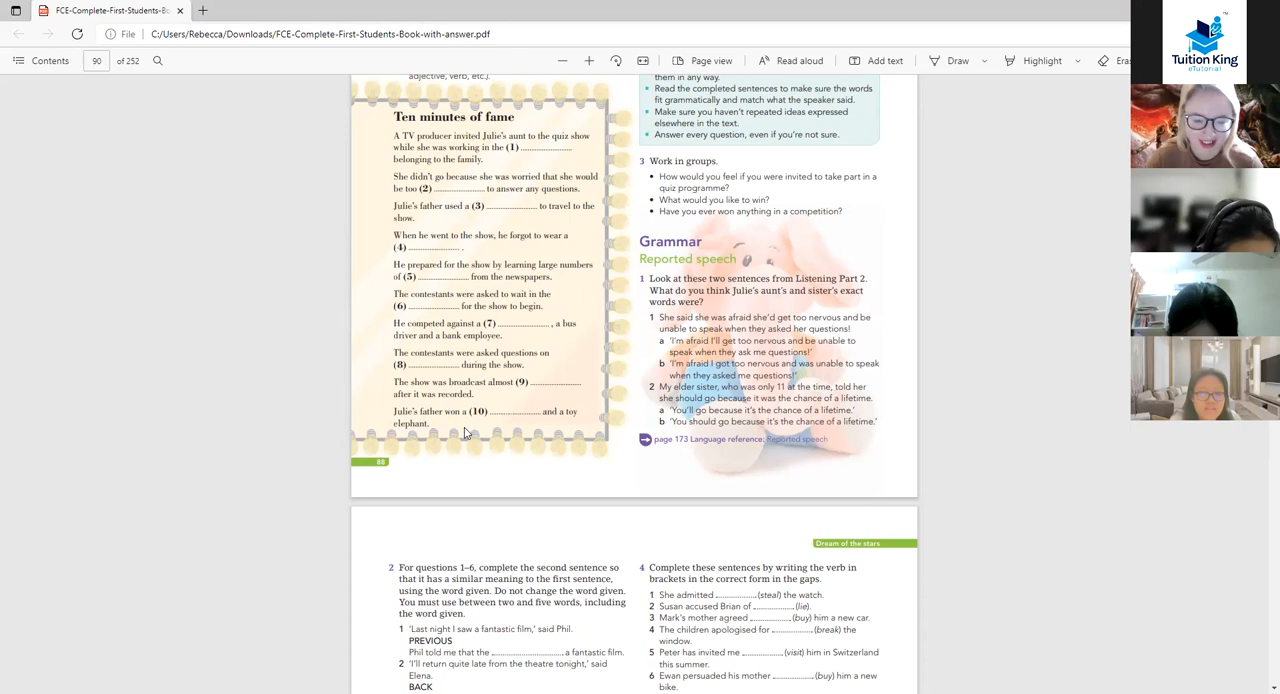 FCE-Complete-First-Students-Boo
File
C:/Users/Rebecca/Downloads/FCE-Complete-First-Students-Book-with-answer.pdf
Contents
90
of 252
Page view
Read aloud
Add text
Draw
Highlight
Eras
TM
Tuition King
eTutorial
adjective, verb, etc.).
Ten minutes of fame
A TV producer invited Julie's aunt to the quiz show
while she was working in the (1) ....................
belonging to the family.
She didn't go because she was worried that she would
be too (2) .................... to answer any questions.
Julie's father used a (3) .................... to travel to the
show.
When he went to the show, he forgot to wear a
(4) .................... .
He prepared for the show by learning large numbers
of (5) .................... from the newspapers.
The contestants were asked to wait in the
(6) .................... for the show to begin.
He competed against a (7) .................... , a bus
driver and a bank employee.
The contestants were asked questions on
(8) .................... during the show.
The show was broadcast almost (9) ....................
after it was recorded.
Julie's father won a (10) .................... and a toy
elephant.
88
them in any way.
Read the completed sentences to make sure the words
fit grammatically and match what the speaker said.
Make sure you haven't repeated ideas expressed
elsewhere in the text.
Answer every question, even if you're not sure.
3 Work in groups.
• How would you feel if you were invited to take part in a
quiz programme?
• What would you like to win?
• Have you ever won anything in a competition?
Grammar
Reported speech
1 Look at these two sentences from Listening Part 2.
What do you think Julie's aunt's and sister's exact
words were?
1 She said she was afraid she'd get too nervous and be
unable to speak when they asked her questions!
a 'I'm afraid I'll get too nervous and be unable to
speak when they ask me questions!'
b 'I'm afraid I got too nervous and was unable to speak
when they asked me questions!'
2 My elder sister, who was only 11 at the time, told her
she should go because it was the chance of a lifetime.
a 'You'll go because it's the chance of a lifetime.'
b 'You should go because it's the chance of a lifetime.'
page 173 Language reference: Reported speech
Dream of the stars
2 For questions 1–6, complete the second sentence so
that it has a similar meaning to the first sentence,
using the word given. Do not change the word given.
You must use between two and five words, including
the word given.
1 'Last night I saw a fantastic film,' said Phil.
PREVIOUS
Phil told me that the .................... a fantastic film.
2 'I'll return quite late from the theatre tonight,' said
Elena.
BACK
4 Complete these sentences by writing the verb in
brackets in the correct form in the gaps.
1 She admitted .................... (steal) the watch.
2 Susan accused Brian of .................... (lie).
3 Mark's mother agreed .................... (buy) him a new car.
4 The children apologised for .................... (break) the
window.
5 Peter has invited me .................... (visit) him in Switzerland
this summer.
6 Ewan persuaded his mother .................... (buy) him a new
bike.